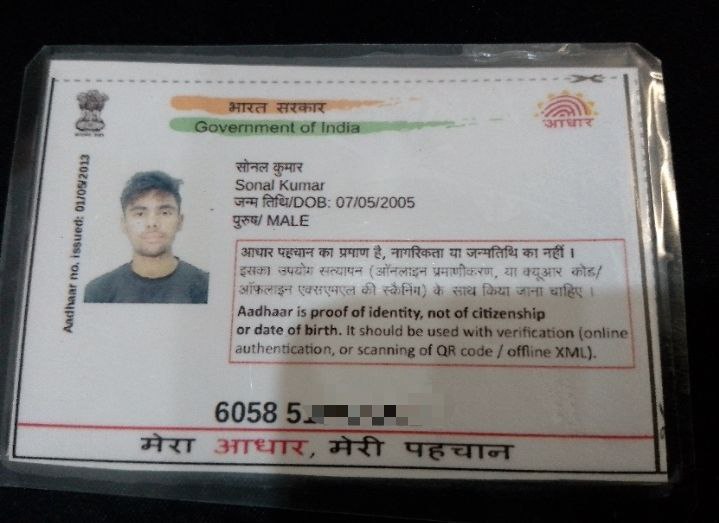 भारत सरकार
Government of India
आधार
Aadhaar no. issued: 01/05/2013
सोनल कुमार
Sonal Kumar
जन्म तिथि/DOB: 07/05/2005
पुरुष/ MALE
आधार पहचान का प्रमाण है, नागरिकता या जन्मतिथि का नहीं ।
इसका उपयोग सत्यापन (ऑनलाइन प्रमाणीकरण, या क्यूआर कोड/
ऑफलाइन एक्सएमएल की स्कैनिंग) के साथ किया जाना चाहिए ।
Aadhaar is proof of identity, not of citizenship
or date of birth. It should be used with verification (online
authentication, or scanning of QR code / offline XML).
6058
मेरा आधार, मेरी पहचान